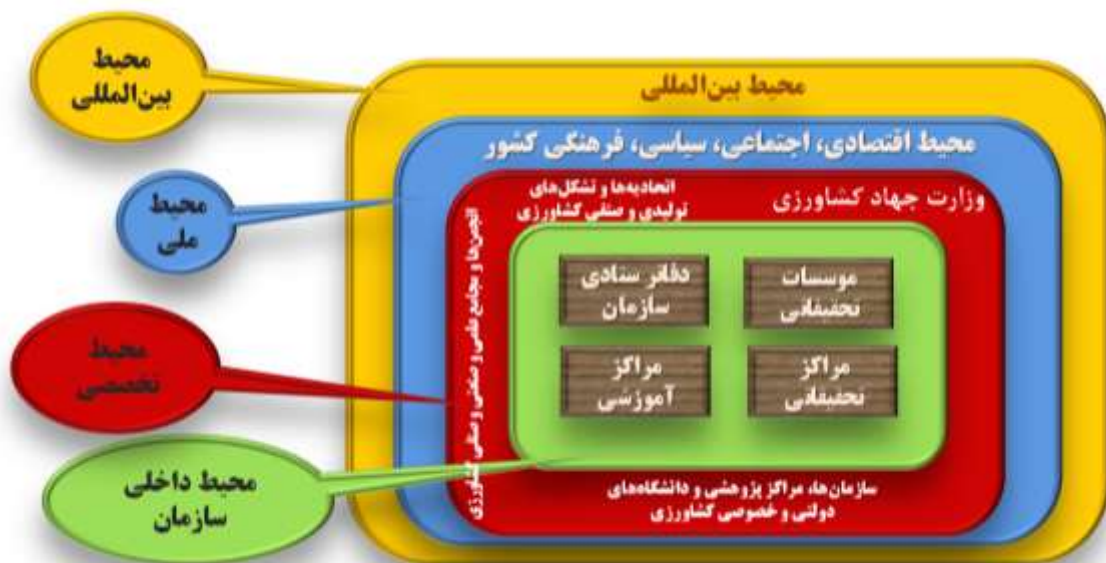 محیط
بین‌المللی
محیط بین‌المللی
محیط اقتصادی، اجتماعی، سیاسی، فرهنگی کشور
محیط
ملی
وزارت جهاد کشاورزی
اتحادیه‌ها و تشکل‌های
تولیدی و صنفی کشاورزی
انجمن‌ها و مجامع علمی و صنعتی و صنفی کشاورزی
موسسات
تحقیقاتی
دفاتر ستادی
سازمان
مراکز
تحقیقاتی
مراکز
آموزشی
محیط
تخصصی
محیط داخلی
سازمان
سازمان‌ها، مراکز پژوهشی و دانشگاه‌های
دولتی و خصوصی کشاورزی